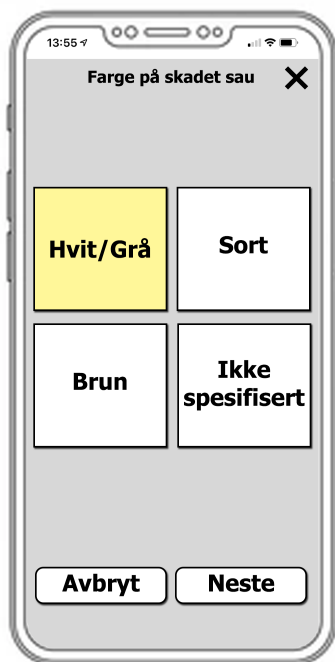 13:55
Farge på skadet sau
Hvit/Grå
Sort
Brun
Ikke
spesifisert
Avbryt
Neste